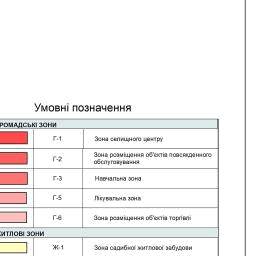 Умовні позначення
РОМАДСЬКІ ЗОНИ
Г-1 Зона селищного центру
Г-2 Зона розміщення об'єктів повсякденного
обслуговування
Г-3 Навчальна зона
Г-5 Лікувальна зона
Г-6 Зона розміщення об'єктів торгівлі
ИТЛОВІ ЗОНИ
Ж-1 Зона садибної житлової забудови